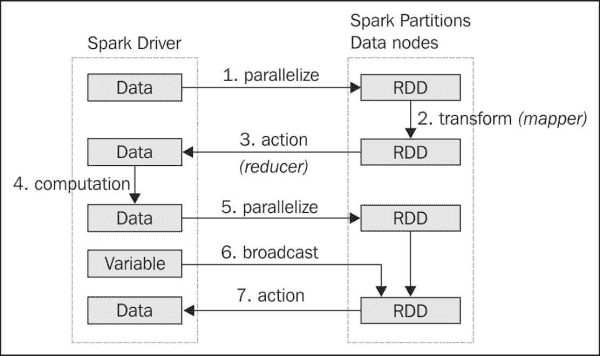 Spark Driver
Spark Partitions
Data nodes
Data
1. parallelize
RDD
2. transform (mapper)
Data
3. action
(reducer)
RDD
4. computation
Data
5. parallelize
RDD
Variable
6. broadcast
Data
7. action
RDD